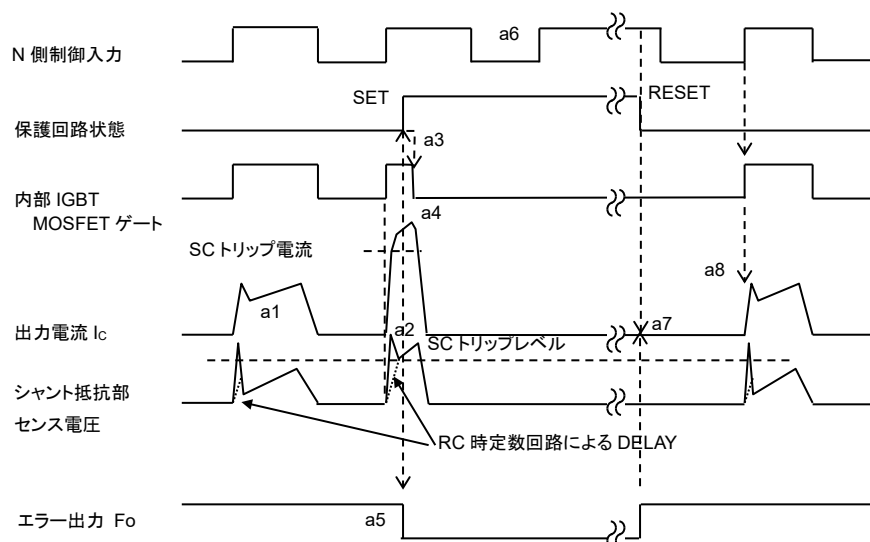 a6
N 側制御入力
SET
RESET
保護回路状態
a3
内部 IGBT
MOSFET ゲート
a4
SC トリップ電流
a8
a1
出力電流 Ic
a2
SC トリップレベル
a7
シャント抵抗部
センス電圧
RC 時定数回路による DELAY
エラー出力 Fo
a5